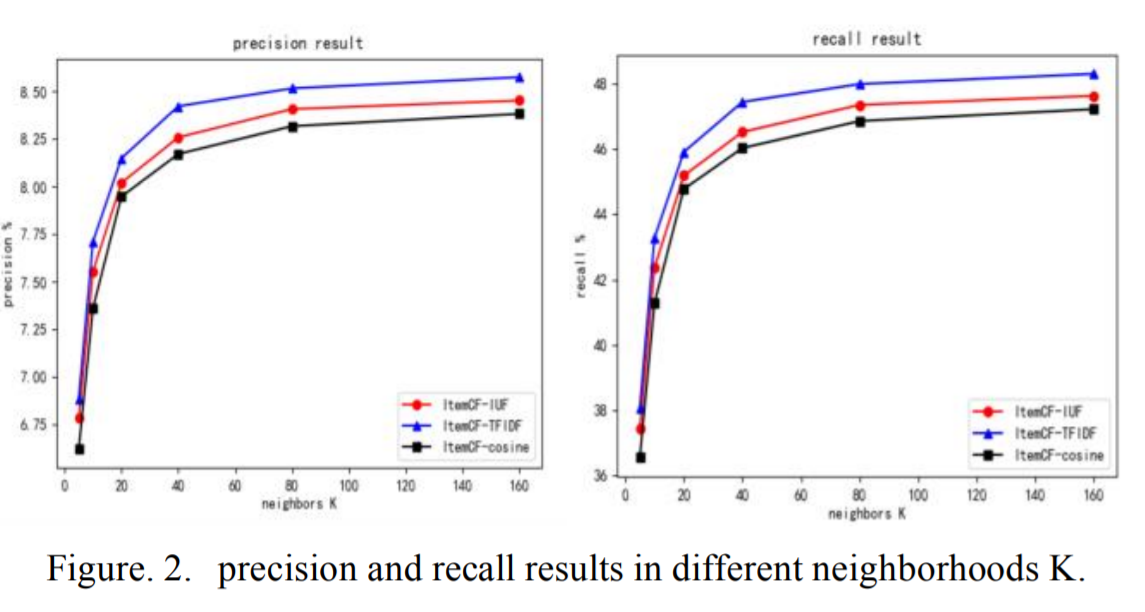 precision result
precision %
8.50
8.25
8.00
7.75
7.50
7.25
7.00
6.75
0 20 40 60 80 100 120 140 160
neighbors K
ItemCF-IUF
ItemCF-TFIDF
ItemCF-cosine
recall result
recall %
48
46
44
42
40
38
36
0 20 40 60 80 100 120 140 160
neighbors K
ItemCF-IUF
ItemCF-TFIDF
ItemCF-cosine
Figure. 2. precision and recall results in different neighborhoods K.